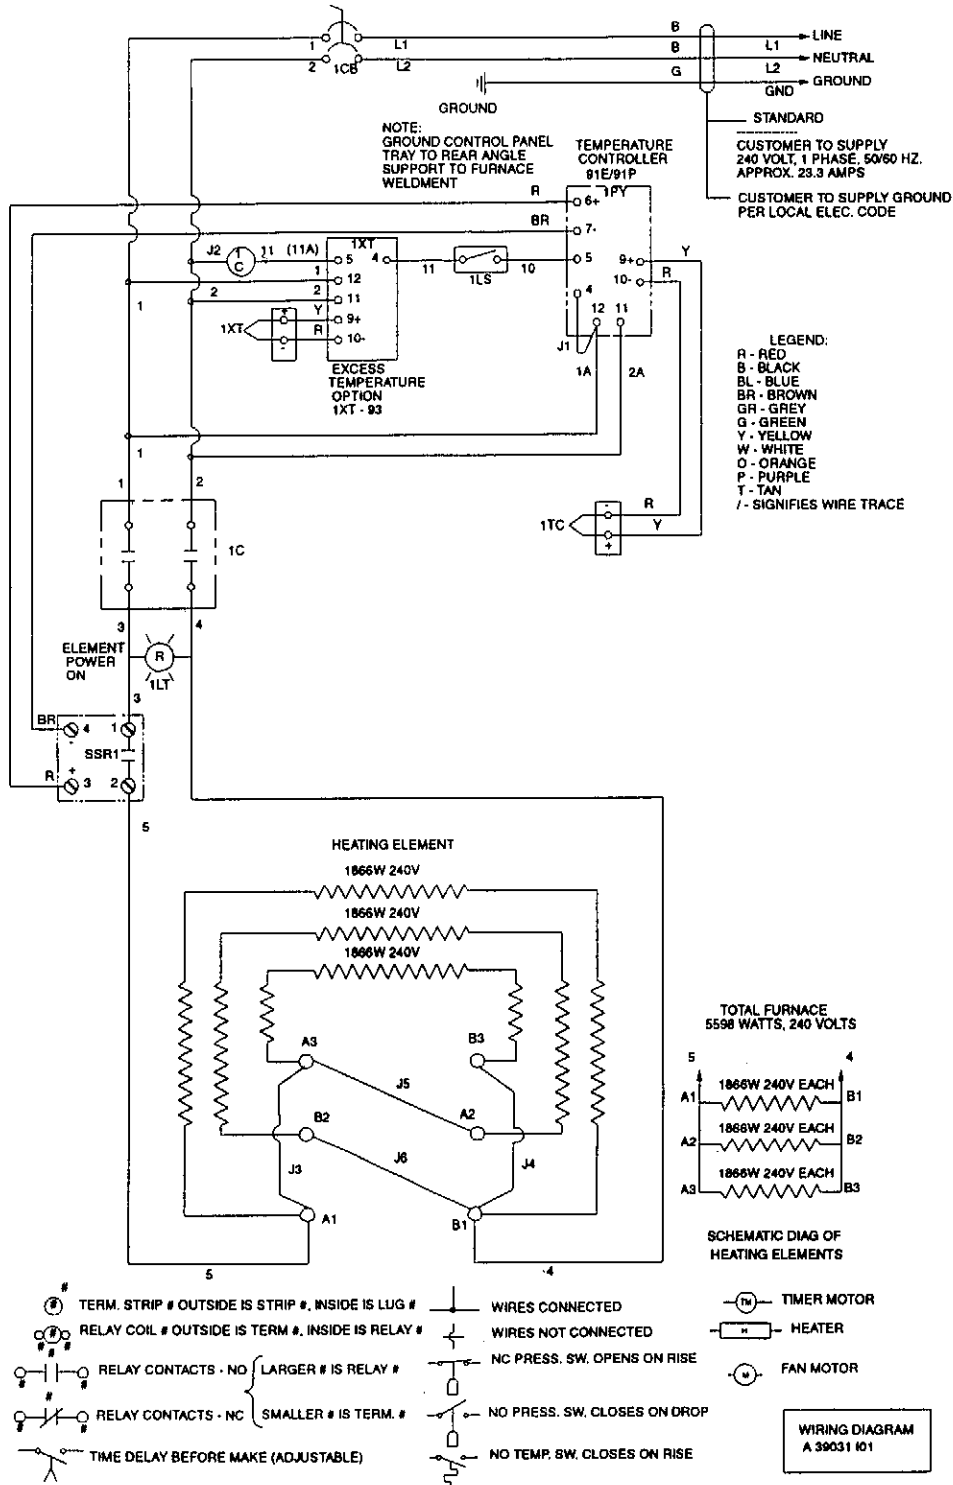 B
LINE
1
L1
L1
B
NEUTRAL
2
1CB
L2
L2
G
GROUND
GND
GROUND
STANDARD
NOTE:
GROUND CONTROL PANEL
TRAY TO REAR ANGLE
SUPPORT TO FURNACE
WELDMENT
TEMPERATURE
CONTROLLER
91E/91P
1PY
CUSTOMER TO SUPPLY
240 VOLT, 1 PHASE, 50/60 HZ.
APPROX. 23.3 AMPS
CUSTOMER TO SUPPLY GROUND
PER LOCAL ELEC. CODE
R
6+
BR
7-
J2
1
C
11
(11A)
1XT
5
4
11
1LS
10
5
9+
Y
10-
R
1
12
2
11
4
1
2
Y
9+
12
11
1XT
+
-
R
10-
J1
1A
2A
EXCESS
TEMPERATURE
OPTION
1XT - 93
LEGEND:
R - RED
B - BLACK
BL - BLUE
BR - BROWN
GR - GREY
G - GREEN
Y - YELLOW
W - WHITE
O - ORANGE
P - PURPLE
T - TAN
/ - SIGNIFIES WIRE TRACE
1
1
2
1TC
-
+
R
Y
1C
3
4
ELEMENT
POWER
ON
R
1LT
3
BR
4
-
1
SSR1
R
+
3
2
5
HEATING ELEMENT
1866W 240V
1866W 240V
1866W 240V
A3
B3
J5
B2
A2
J6
J3
J4
A1
B1
5
4
TOTAL FURNACE
5598 WATTS, 240 VOLTS
5
4
1866W 240V EACH
A1
B1
1866W 240V EACH
A2
B2
1866W 240V EACH
A3
B3
SCHEMATIC DIAG OF
HEATING ELEMENTS
#
# TERM. STRIP # OUTSIDE IS STRIP #, INSIDE IS LUG #
WIRES CONNECTED
TM TIMER MOTOR
# RELAY COIL # OUTSIDE IS TERM #, INSIDE IS RELAY #
# # #
WIRES NOT CONNECTED
H HEATER
RELAY CONTACTS - NO
LARGER # IS RELAY #
# #
NC PRESS. SW. OPENS ON RISE
M FAN MOTOR
#
RELAY CONTACTS - NC
SMALLER # IS TERM. #
# #
NO PRESS. SW. CLOSES ON DROP
TIME DELAY BEFORE MAKE (ADJUSTABLE)
NO TEMP. SW. CLOSES ON RISE
WIRING DIAGRAM
A 39031 I01